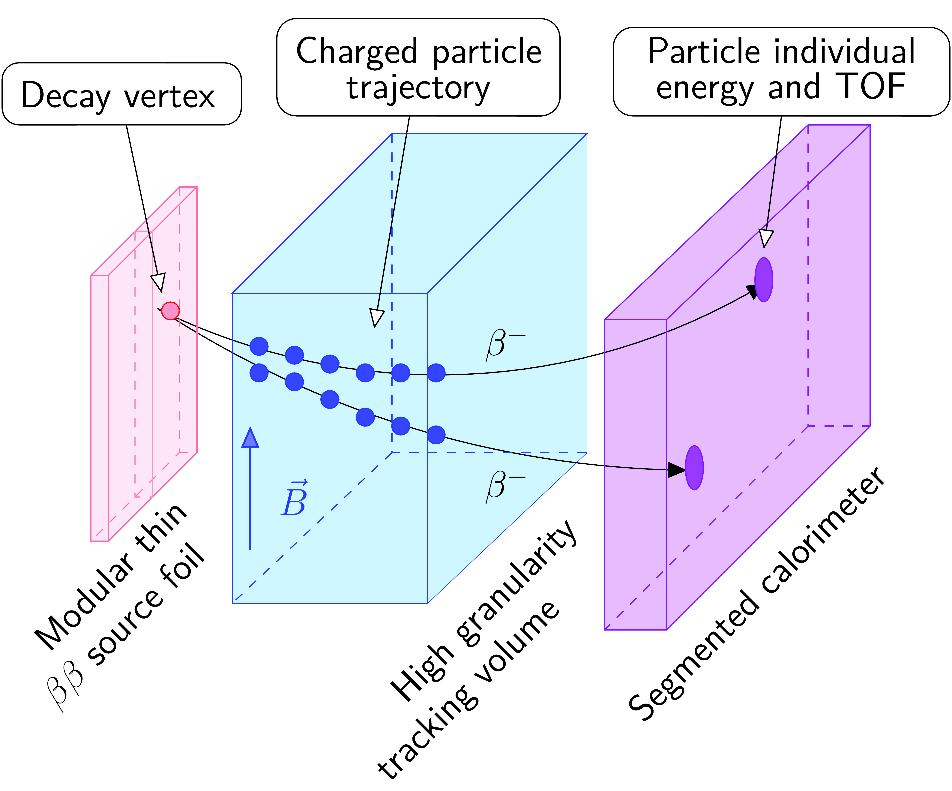 Decay vertex
Charged particle
trajectory
Particle individual
energy and TOF
β⁻
β⁻
B⃗
Modular thin
ββ source foil
High granularity
tracking volume
Segmented calorimeter